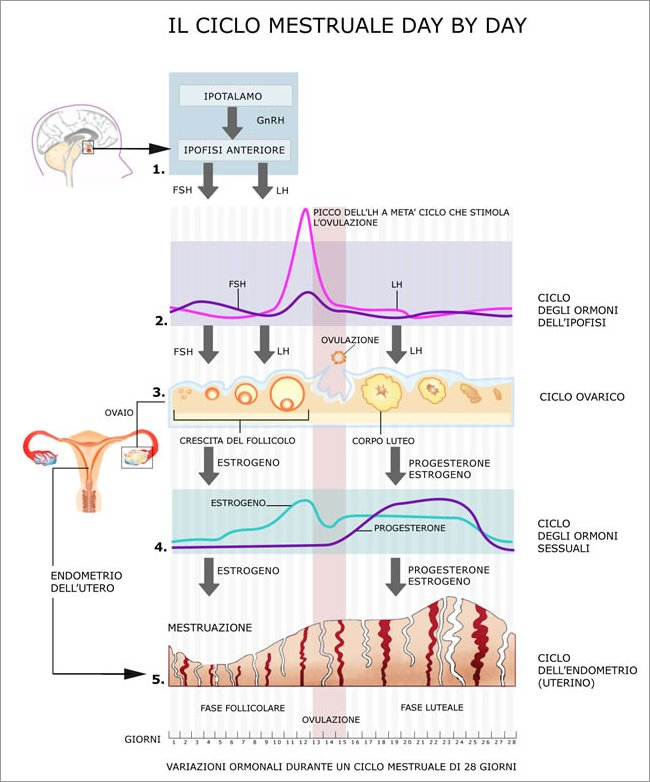 IL CICLO MESTRUALE DAY BY DAY
IPOTALAMO
GnRH
IPOFISI ANTERIORE
1.
FSH
LH
PICCO DELL'LH A META' CICLO CHE STIMOLA
L'OVULAZIONE
FSH
LH
2.
CICLO
DEGLI ORMONI
DELL'IPOFISI
FSH
LH
OVULAZIONE
LH
3.
CICLO OVARICO
OVAIO
CRESCITA DEL FOLLICOLO
CORPO LUTEO
ESTROGENO
PROGESTERONE
ESTROGENO
ESTROGENO
PROGESTERONE
4.
CICLO
DEGLI ORMONI
SESSUALI
ENDOMETRIO
DELL'UTERO
ESTROGENO
PROGESTERONE
ESTROGENO
MESTRUAZIONE
5.
CICLO
DELL'ENDOMETRIO
(UTERINO)
FASE FOLLICOLARE
OVULAZIONE
FASE LUTEALE
GIORNI
1 2 3 4 5 6 7 8 9 10 11 12 13 14 15 16 17 18 19 20 21 22 23 24 25 26 27 28
VARIAZIONI ORMONALI DURANTE UN CICLO MESTRUALE DI 28 GIORNI